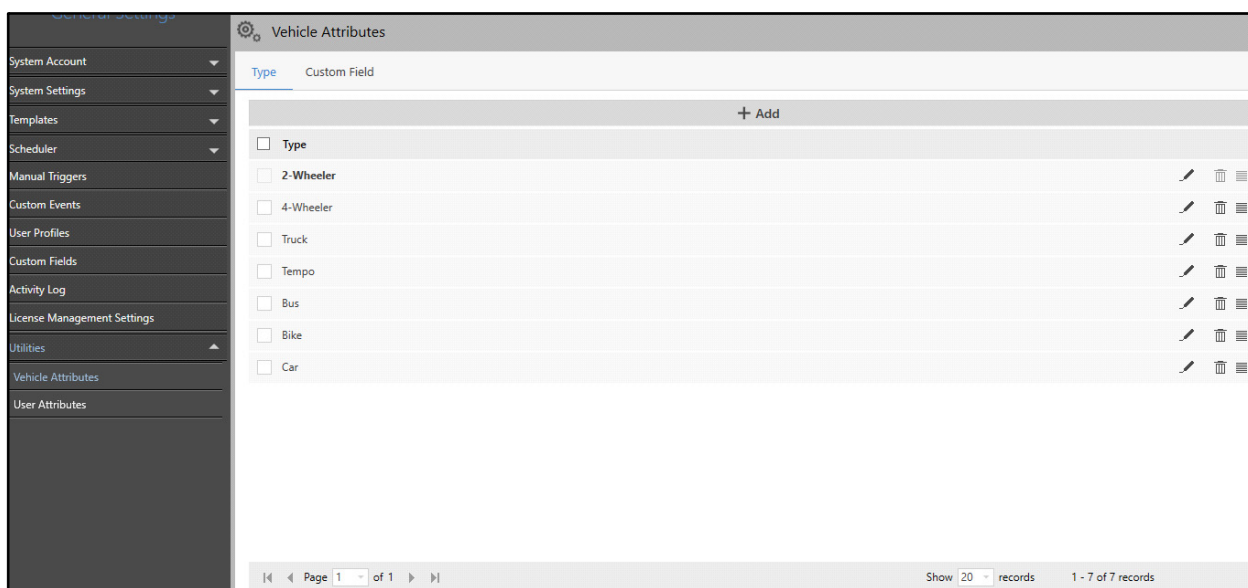 General Settings
Vehicle Attributes
System Account
System Settings
Templates
Scheduler
Manual Triggers
Custom Events
User Profiles
Custom Fields
Activity Log
License Management Settings
Utilities
Vehicle Attributes
User Attributes
Type Custom Field
+ Add
Type
2-Wheeler
4-Wheeler
Truck
Tempo
Bus
Bike
Car
Page 1 of 1
Show 20 records 1 - 7 of 7 records